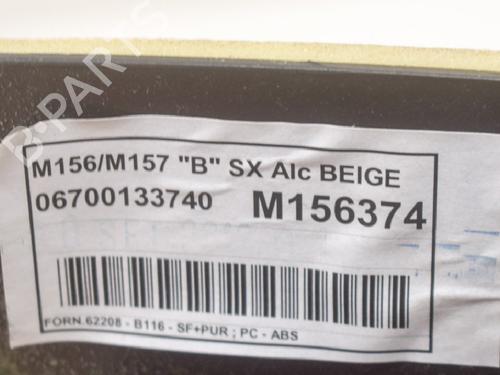 M156/M157 "B" SX Alc BEIGE
06700133740 M156374
FORN.62208 - B116 - SF+PUR ; PC - ABS
B-PARTS